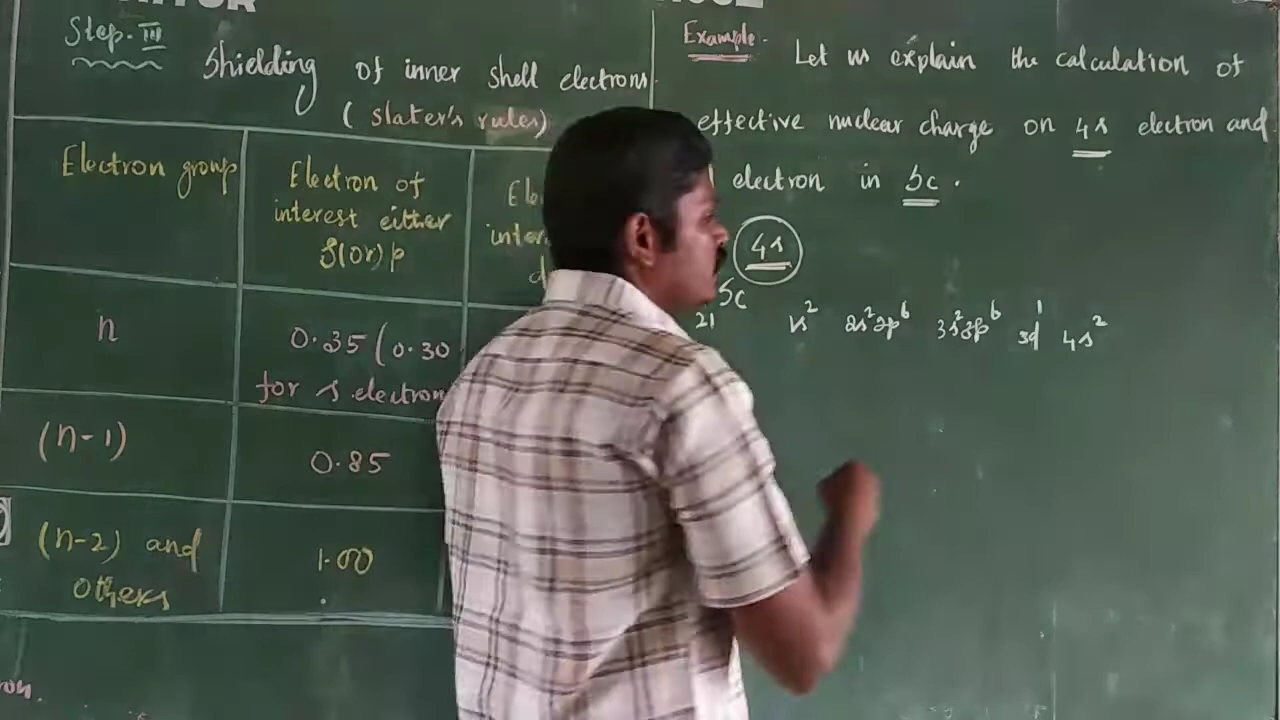 Step. III
Shielding of inner shell electrons.
(slater's rules)
Electron group
Electron of
interest either
S(or) p
n
0.35 (0.30
for s electron
(n-1)
0.85
(n-2) and
others
1.00
Example.
Let us explain the calculation of
effective nuclear charge on 4s electron and
electron in Sc.
4s
21 Sc 1s² 2s² 2p⁶ 3s² 3p⁶ 3d¹ 4s²